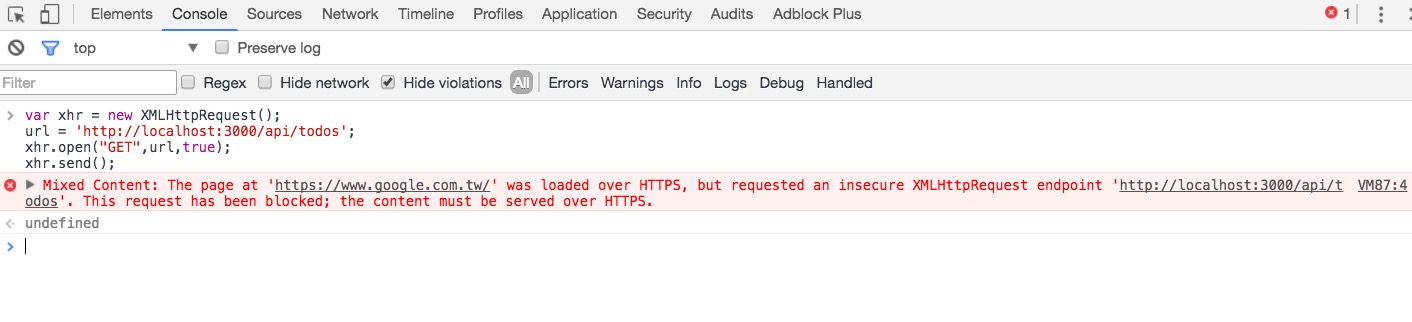 Elements Console Sources Network Timeline Profiles Application Security Audits Adblock Plus 1
top Preserve log
Filter Regex Hide network Hide violations All Errors Warnings Info Logs Debug Handled
var xhr = new XMLHttpRequest();
url = 'http://localhost:3000/api/todos';
xhr.open("GET",url,true);
xhr.send();
Mixed Content: The page at 'https://www.google.com.tw/' was loaded over HTTPS, but requested an insecure XMLHttpRequest endpoint 'http://localhost:3000/api/t VM87:4
odos'. This request has been blocked; the content must be served over HTTPS.
undefined